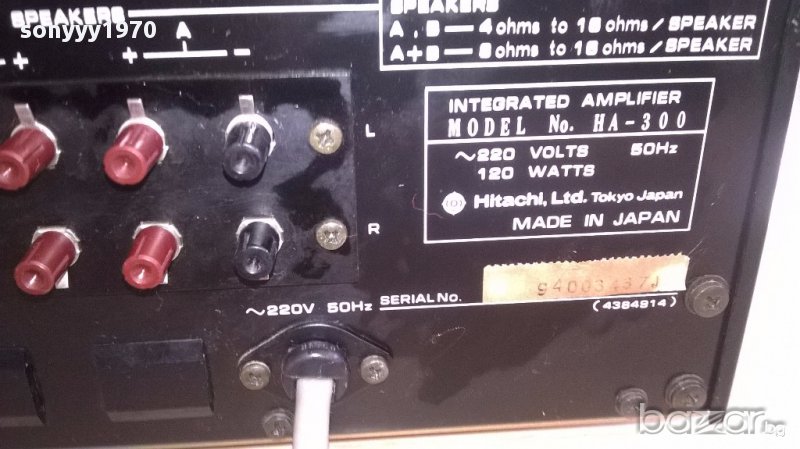 sonyyy1970
SPEAKERS
A
+
+
-
SPEAKERS
A , B — 4 ohms to 16 ohms / SPEAKER
A + B — 8 ohms to 16 ohms / SPEAKER
L
R
INTEGRATED AMPLIFIER
MODEL No. HA-300
~220 VOLTS 50Hz
120 WATTS
Hitachi, Ltd. Tokyo Japan
MADE IN JAPAN
~220V 50Hz
SERIAL No.
(4384814)
bazar.bg